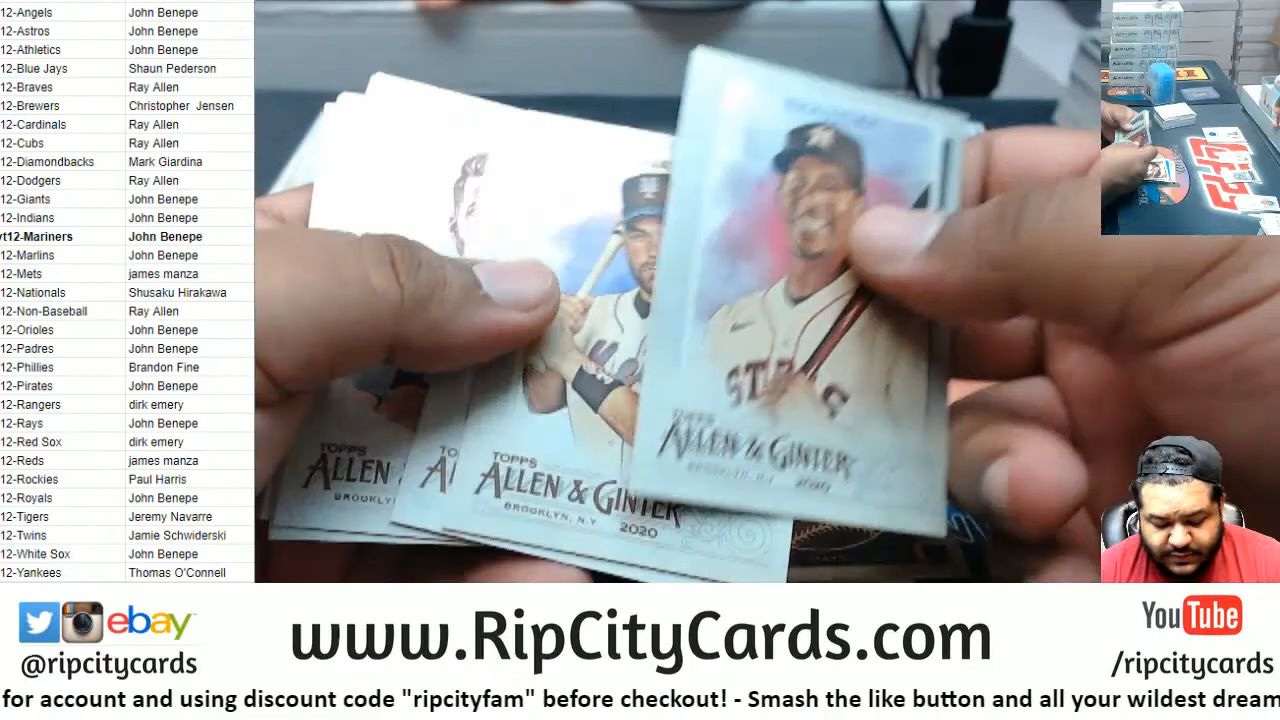 12-Angels John Benepe
12-Astros John Benepe
12-Athletics John Benepe
12-Blue Jays Shaun Pederson
12-Braves Ray Allen
12-Brewers Christopher Jensen
12-Cardinals Ray Allen
12-Cubs Ray Allen
12-Diamondbacks Mark Giardina
12-Dodgers Ray Allen
12-Giants John Benepe
12-Indians John Benepe
rt12-Mariners John Benepe
12-Marlins John Benepe
12-Mets james manza
12-Nationals Shusaku Hirakawa
12-Non-Baseball Ray Allen
12-Orioles John Benepe
12-Padres John Benepe
12-Phillies Brandon Fine
12-Pirates John Benepe
12-Rangers dirk emery
12-Rays John Benepe
12-Red Sox dirk emery
12-Reds james manza
12-Rockies Paul Harris
12-Royals John Benepe
12-Tigers Jeremy Navarre
12-Twins Jamie Schwiderski
12-White Sox John Benepe
12-Yankees Thomas O'Connell
TOPPS
ALLEN
BROOKLYN
TOPPS
ALLEN & GINTER
BROOKLYN, N.Y
2020
TOPPS
ALLEN & GINTER
BROOKLYN, N.Y.
2020
ebay
@ripcitycards
www.RipCityCards.com
YouTube
/ripcitycards
for account and using discount code "ripcityfam" before checkout! - Smash the like button and all your wildest dream